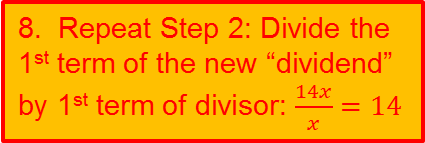 8. Repeat Step 2: Divide the
1st term of the new “dividend”
by 1st term of divisor: 14x/x = 14